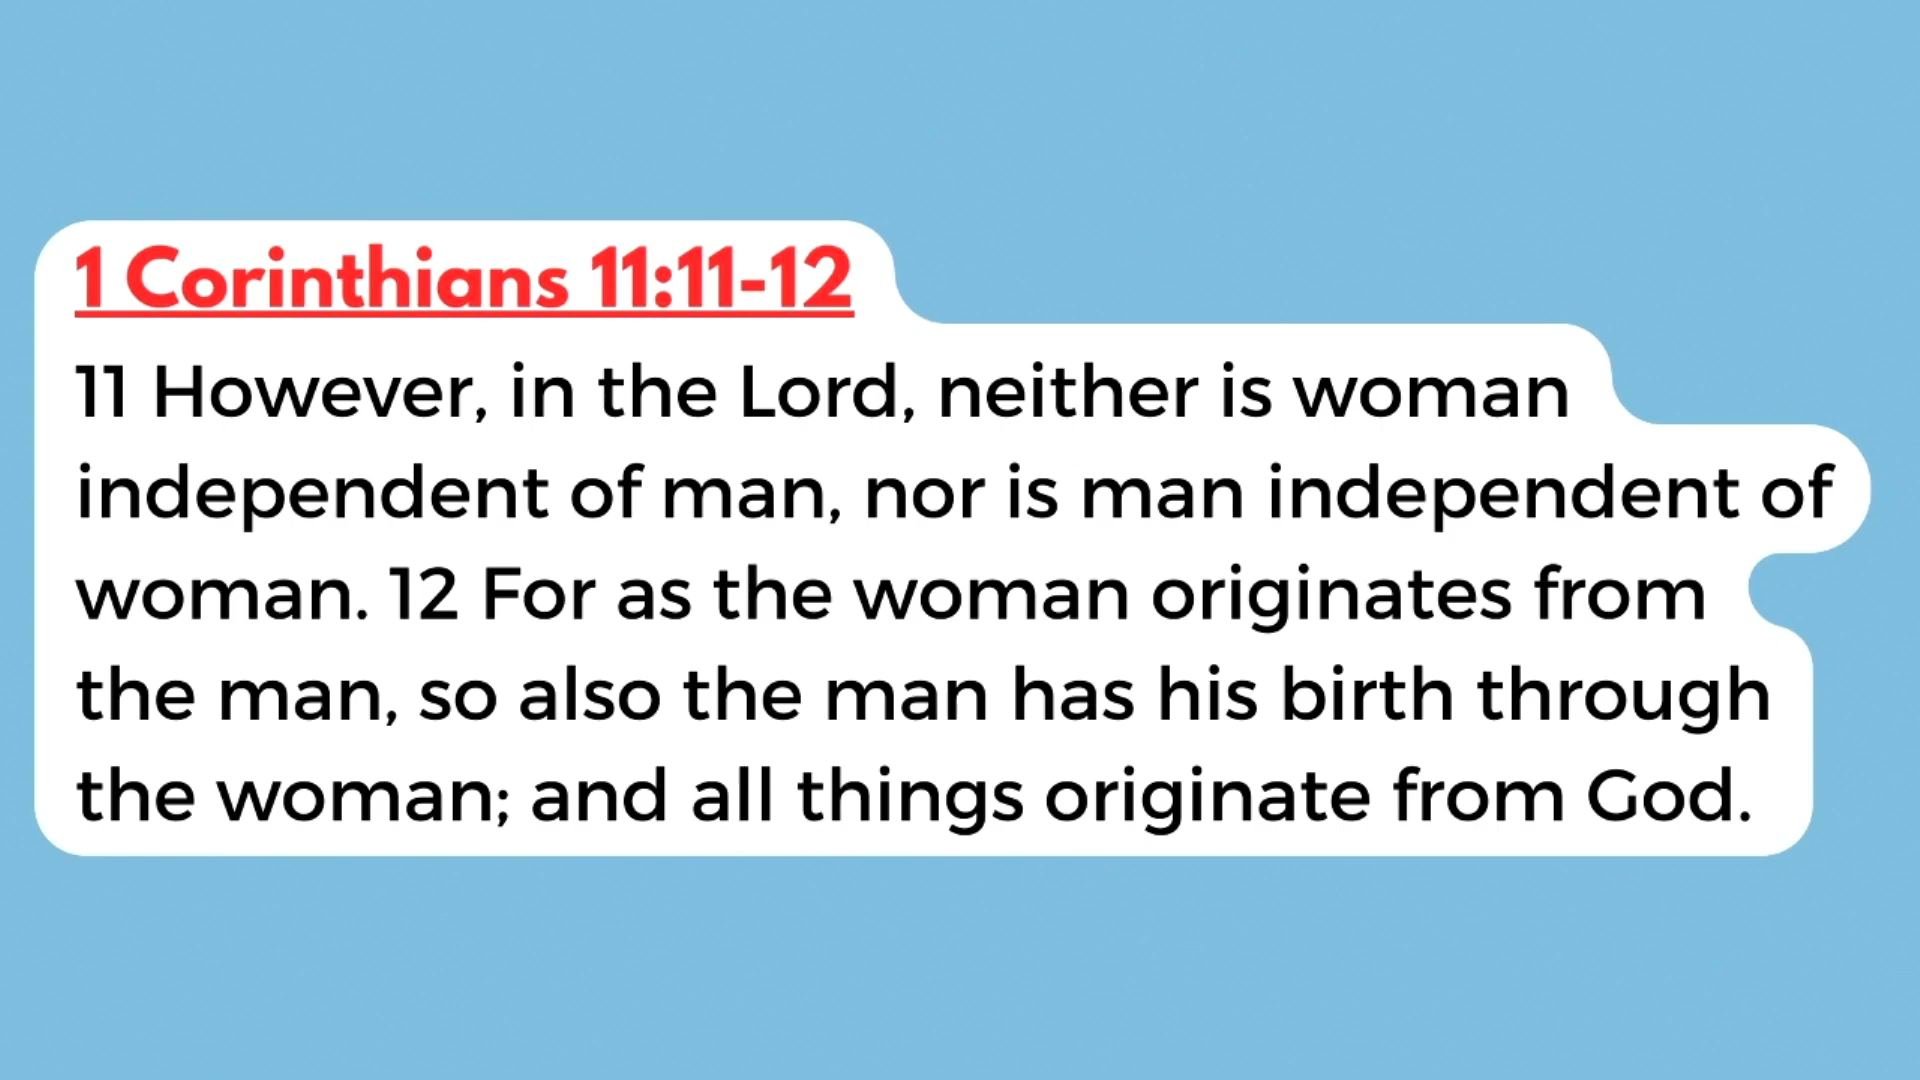 1 Corinthians 11:11-12
11 However, in the Lord, neither is woman
independent of man, nor is man independent of
woman. 12 For as the woman originates from
the man, so also the man has his birth through
the woman; and all things originate from God.